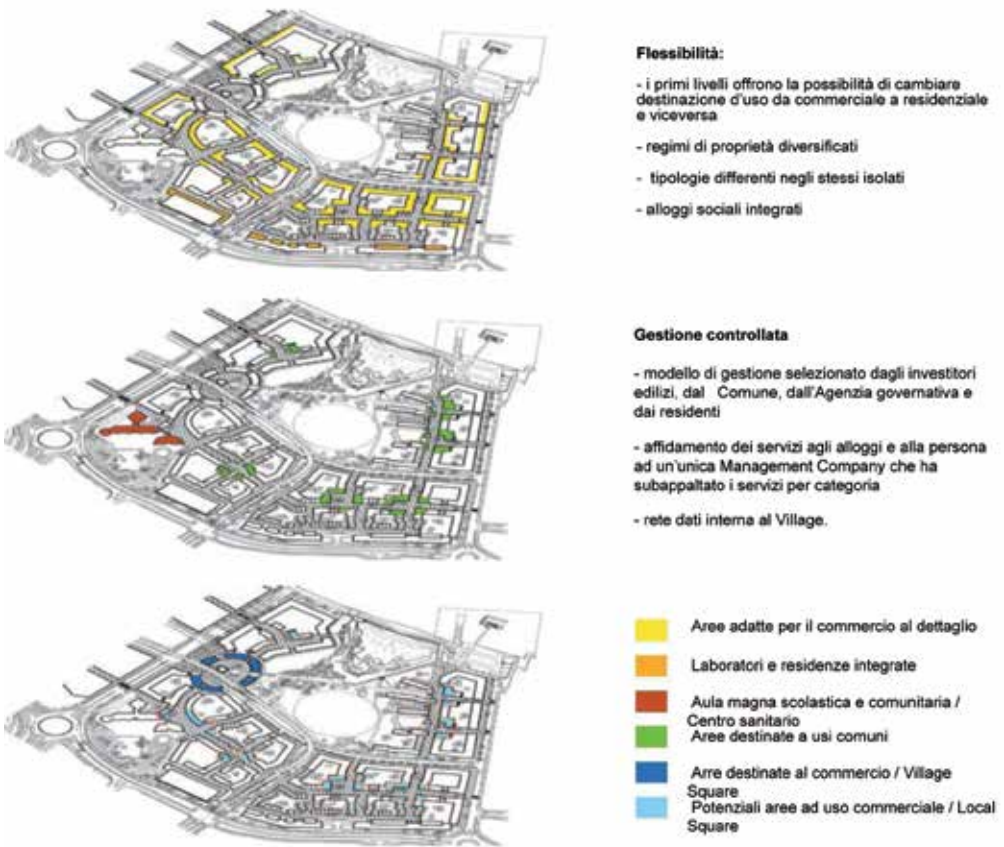 Flessibilità:
- i primi livelli offrono la possibilità di cambiare
destinazione d'uso da commerciale a residenziale
e viceversa
- regimi di proprietà diversificati
- tipologie differenti negli stessi isolati
- alloggi sociali integrati
Gestione controllata
- modello di gestione selezionato dagli investitori
edilizi, dal Comune, dall'Agenzia governativa e
dai residenti
- affidamento dei servizi agli alloggi e alla persona
ad un'unica Management Company che ha
subappaltato i servizi per categoria
- rete dati interna al Village.
Aree adatte per il commercio al dettaglio
Laboratori e residenze integrate
Aula magna scolastica e comunitaria /
Centro sanitario
Aree destinate a usi comuni
Arre destinate al commercio / Village
Square
Potenziali aree ad uso commerciale / Local
Square